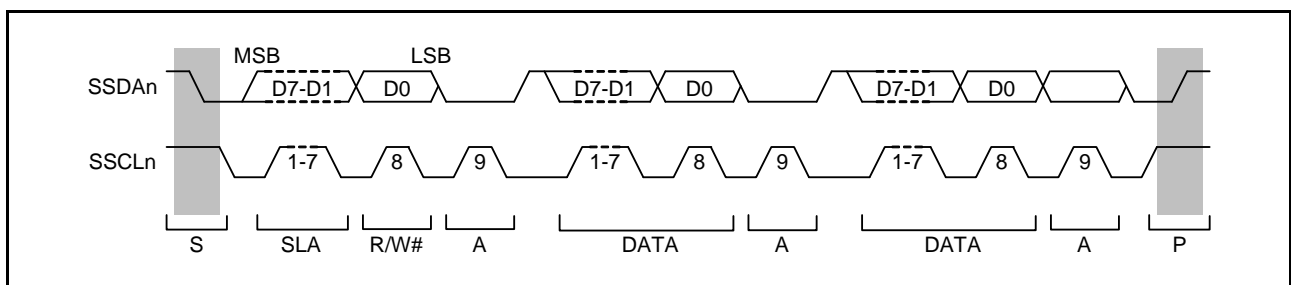 MSB LSB
SSDAn D7-D1 D0 D7-D1 D0 D7-D1 D0
SSCLn 1-7 8 9 1-7 8 9 1-7 8 9
S SLA R/W# A DATA A DATA A P